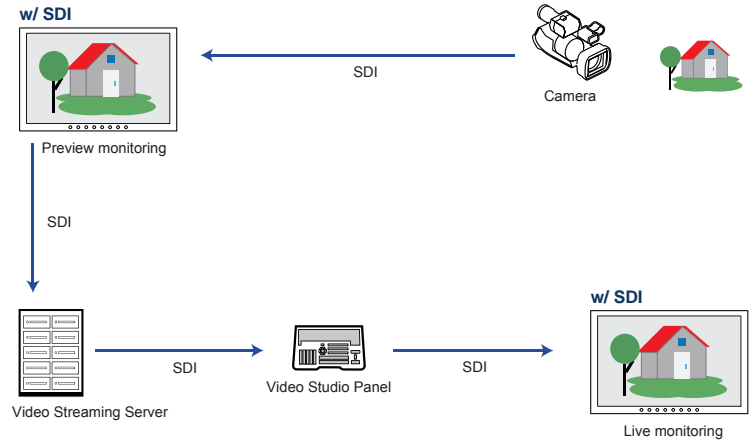 w/ SDI
SDI
Camera
Preview monitoring
SDI
w/ SDI
SDI
SDI
Video Studio Panel
Video Streaming Server
Live monitoring